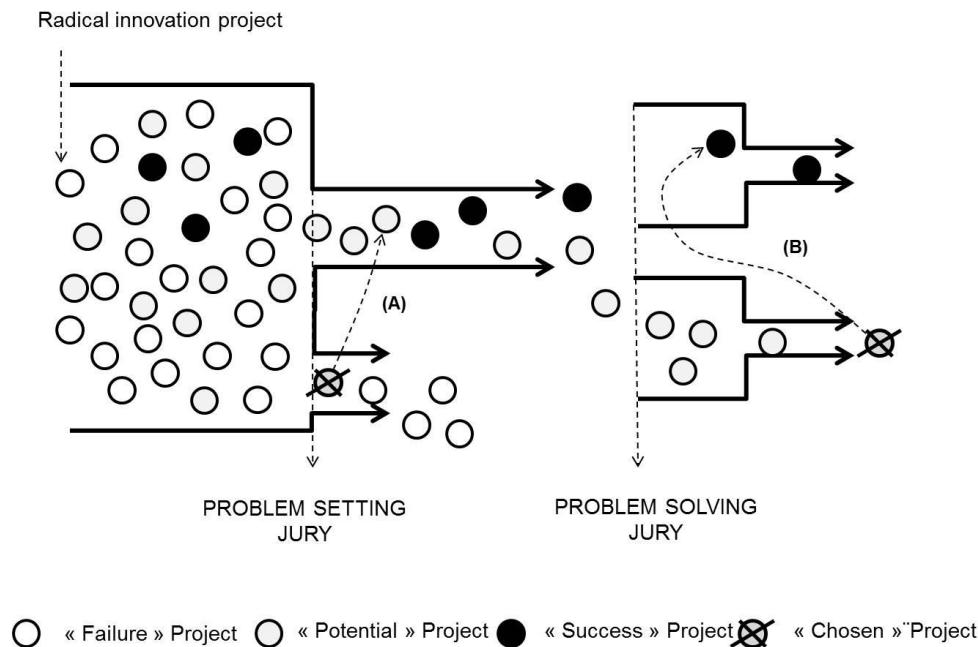 Radical innovation project
(A)
(B)
PROBLEM SETTING
JURY
PROBLEM SOLVING
JURY
« Failure » Project
« Potential » Project
« Success » Project
« Chosen »¨Project